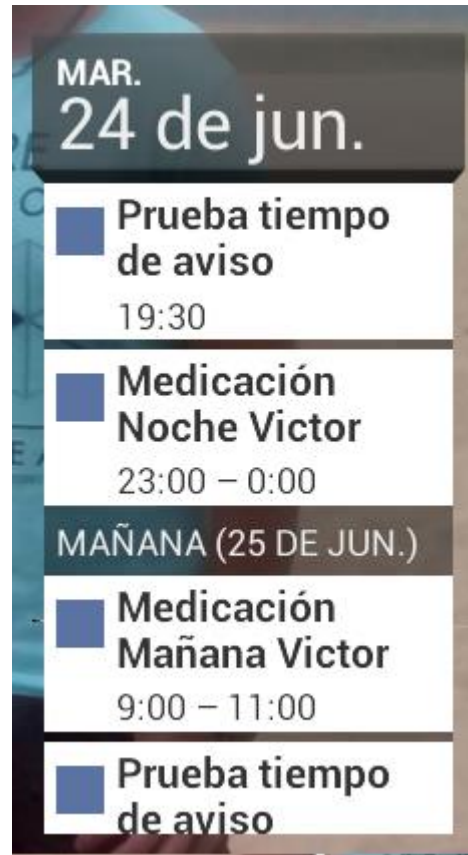 MAR.
24 de jun.
Prueba tiempo
de aviso
19:30
Medicación
Noche Victor
23:00 – 0:00
MAÑANA (25 DE JUN.)
Medicación
Mañana Victor
9:00 – 11:00
Prueba tiempo
de aviso